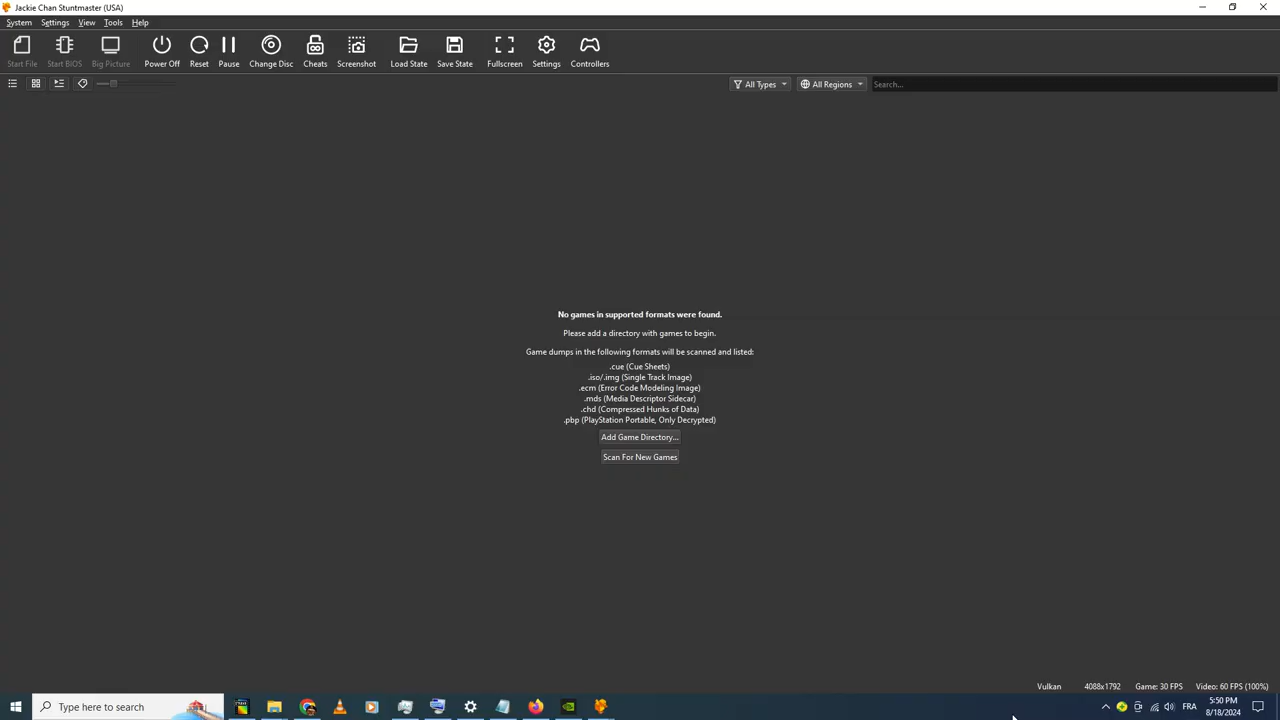 Jackie Chan Stuntmaster (USA)
System Settings View Tools Help
Start File Start BIOS Big Picture Power Off Reset Pause Change Disc Cheats Screenshot Load State Save State Fullscreen Settings Controllers
All Types All Regions Search...
No games in supported formats were found.
Please add a directory with games to begin.
Game dumps in the following formats will be scanned and listed:
.cue (Cue Sheets)
.iso/.img (Single Track Image)
.ecm (Error Code Modeling Image)
.mds (Media Descriptor Sidecar)
.chd (Compressed Hunks of Data)
.pbp (PlayStation Portable, Only Decrypted)
Add Game Directory...
Scan For New Games
Vulkan 4088x1792 Game: 30 FPS Video: 60 FPS (100%)
Type here to search
FRA
5:50 PM
8/18/2024